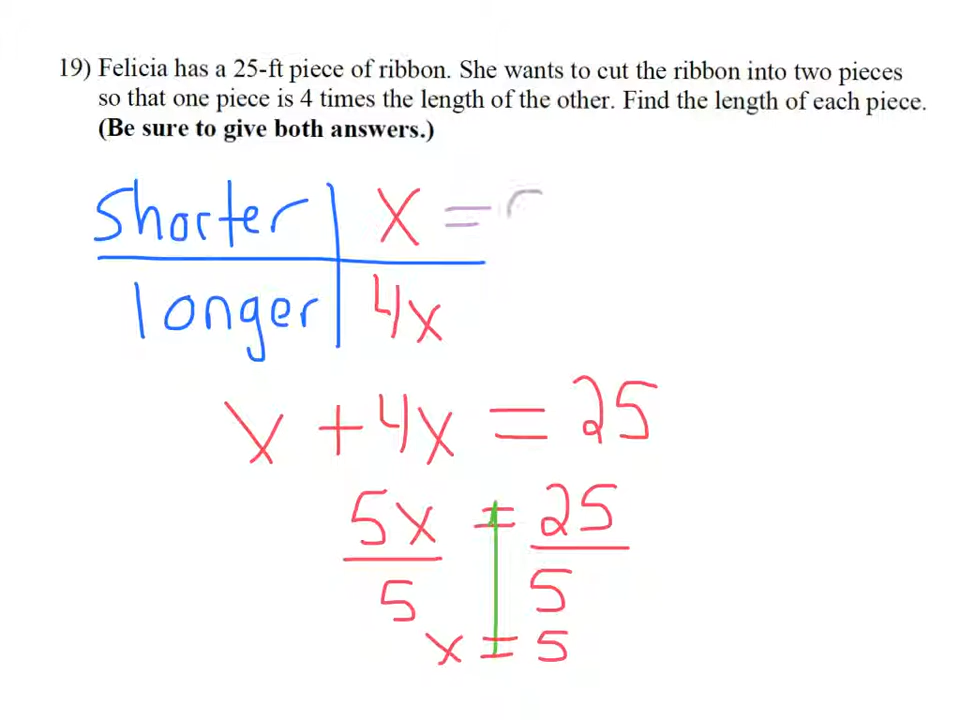 19) Felicia has a 25-ft piece of ribbon. She wants to cut the ribbon into two pieces
so that one piece is 4 times the length of the other. Find the length of each piece.
(Be sure to give both answers.)
Shorter | x =
longer | 4x
x + 4x = 25
5x = 25
5 5
x = 5